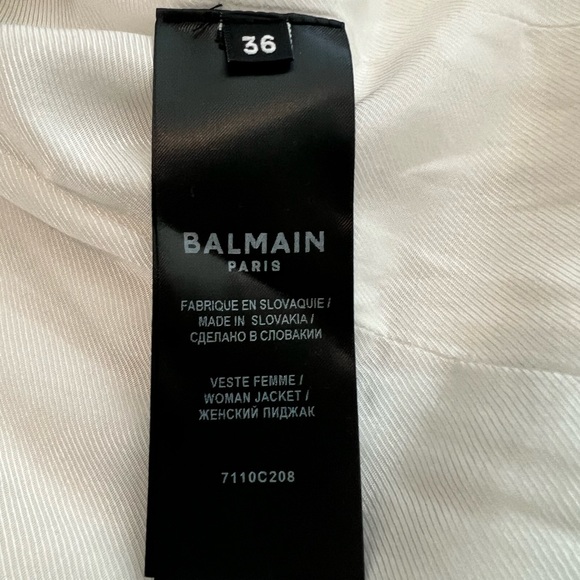 36
BALMAIN
PARIS
FABRIQUE EN SLOVAQUIE /
MADE IN SLOVAKIA /
СДЕЛАНО В СЛОВАКИИ
VESTE FEMME /
WOMAN JACKET /
ЖЕНСКИЙ ПИДЖАК
7110C208